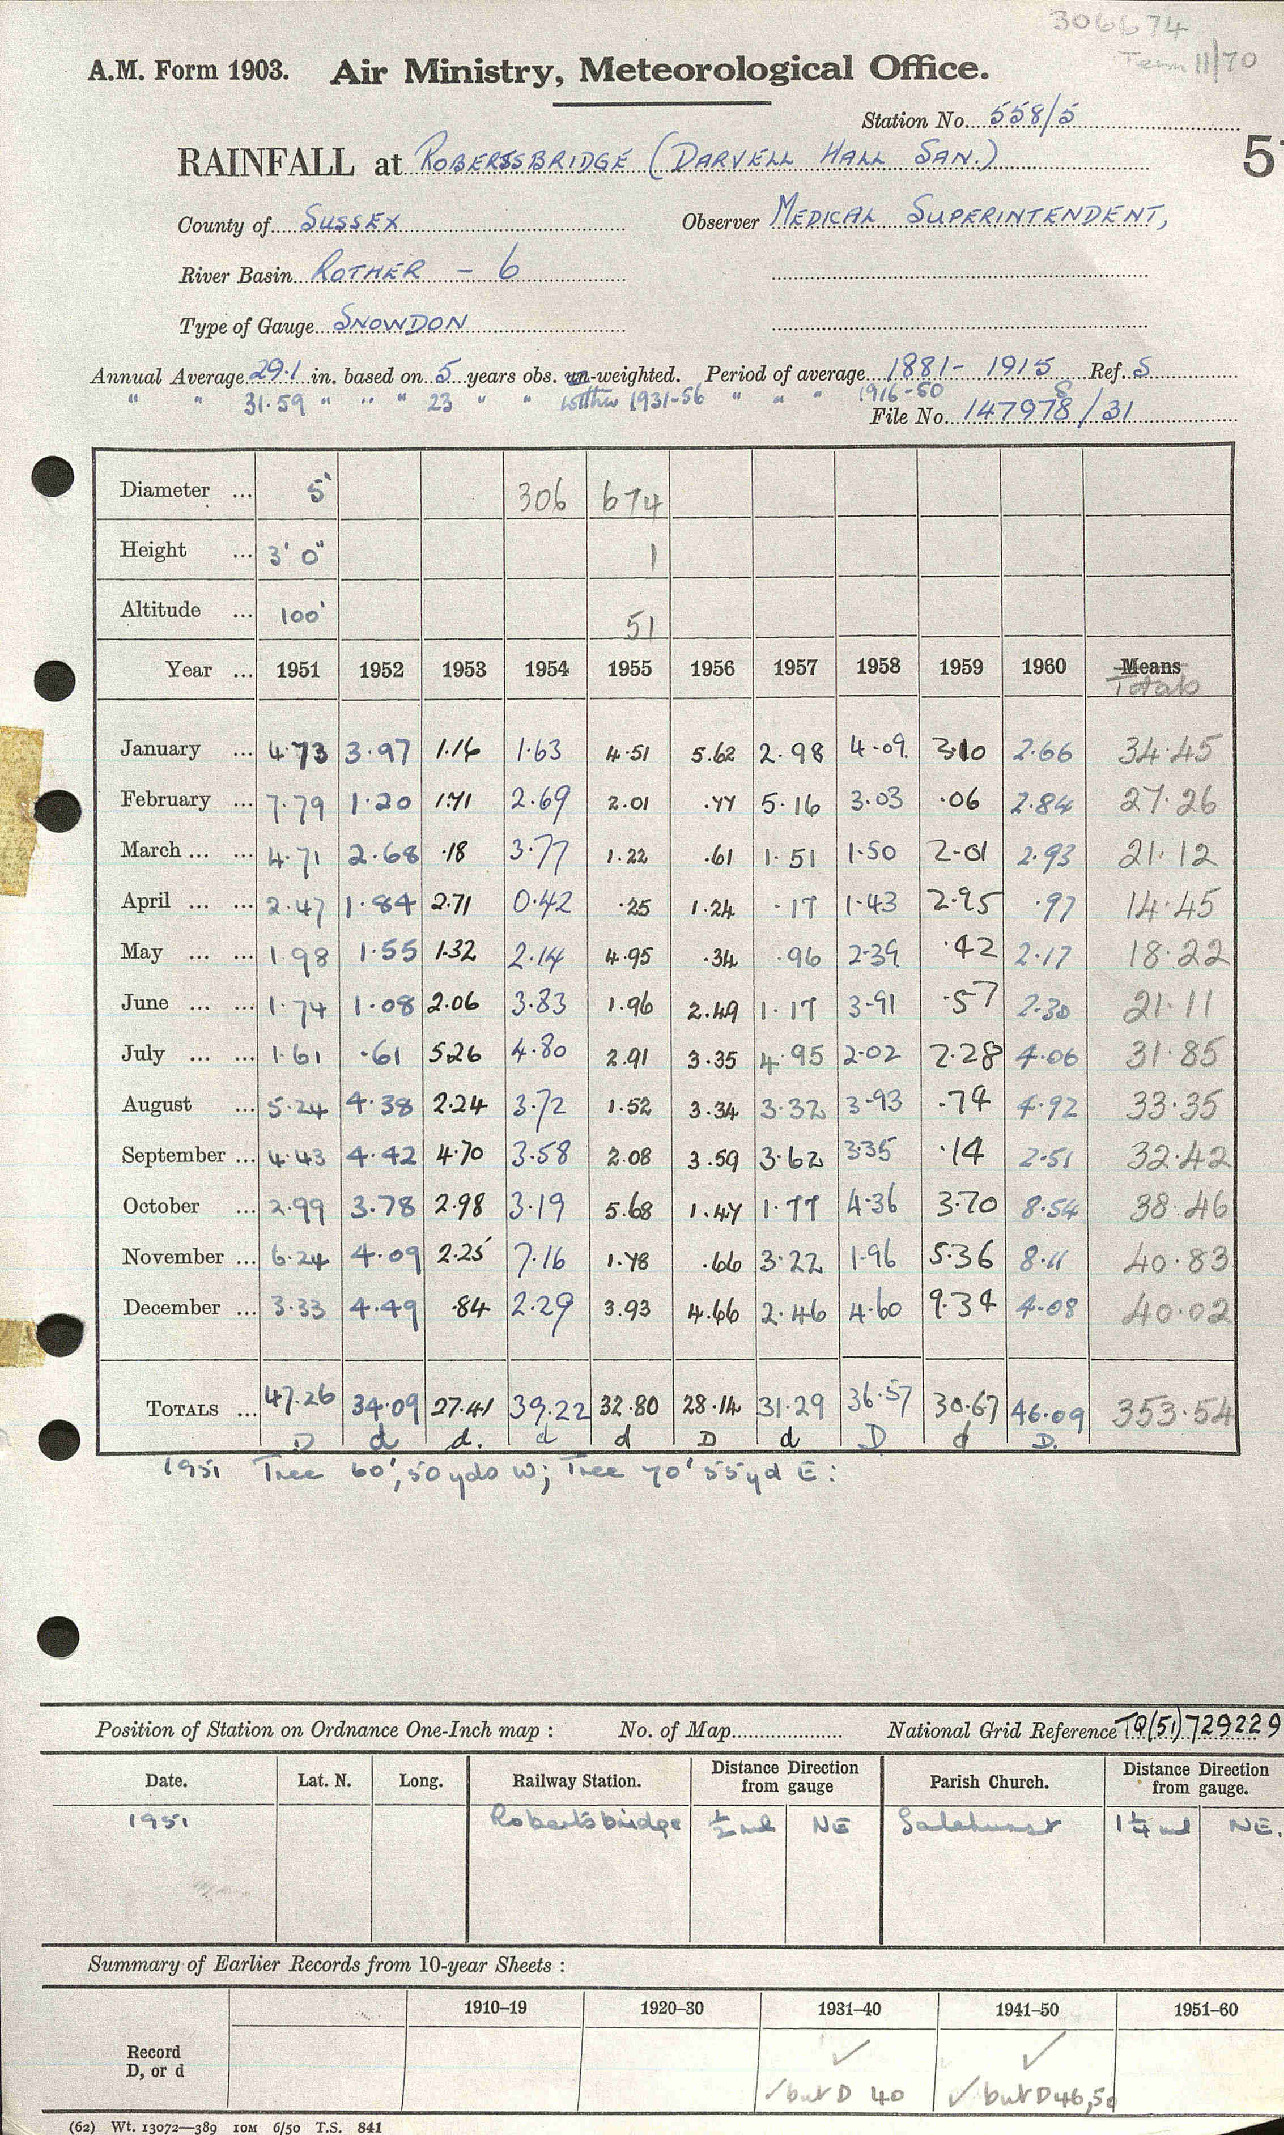 306674
Term 11/70
A.M. Form 1903. Air Ministry, Meteorological Office.
Station No. 558/5
RAINFALL at ROBERTSBRIDGE (DARVELL HALL SAN.) 5
County of SUSSEX Observer MEDICAL SUPERINTENDENT,
River Basin ROTHER - 6
Type of Gauge SNOWDON
Annual Average 29.1 in. based on 5 years obs. un-weighted. Period of average 1881-1915 Ref. S
" " 31.59 " " " 23 " " within 1931-56 " " " 1916-50 S
File No. 147978/31
Diameter ... 5" 306 674
Height ... 3' 0" 1
Altitude ... 100' 51
Year ... 1951 1952 1953 1954 1955 1956 1957 1958 1959 1960 Means
Totals
January ... 4.73 3.97 1.16 1.63 4.51 5.62 2.98 4.09 3.10 2.66 34.45
February ... 7.79 1.20 1.71 2.69 2.01 .77 5.16 3.03 .06 2.84 27.26
March ... ... 4.71 2.68 .18 3.77 1.22 .61 1.51 1.50 2.01 2.93 21.12
April ... ... 2.47 1.84 2.71 0.42 .25 1.24 .17 1.43 2.95 .97 14.45
May ... ... 1.98 1.55 1.32 2.14 4.95 .34 .96 2.39 .42 2.17 18.22
June ... ... 1.74 1.08 2.06 3.83 1.96 2.49 1.17 3.91 .57 2.30 21.11
July ... ... 1.61 .61 5.26 4.80 2.91 3.35 4.95 2.02 2.28 4.06 31.85
August ... 5.24 4.38 2.24 3.72 1.52 3.34 3.32 3.93 .74 4.92 33.35
September ... 4.43 4.42 4.70 3.58 2.08 3.59 3.62 3.35 .14 2.51 32.42
October ... 2.99 3.78 2.98 3.19 5.68 1.47 1.77 4.36 3.70 8.54 38.46
November ... 6.24 4.09 2.25 7.16 1.78 .66 3.22 1.96 5.36 8.11 40.83
December ... 3.33 4.49 .84 2.29 3.93 4.66 2.46 4.60 9.34 4.08 40.02
TOTALS ... 47.26 34.09 27.41 39.22 32.80 28.14 31.29 36.57 30.67 46.09 353.54
D d d. d d D d D d D.
1951 Tree 60', 50 yds W; Tree 70' 55 yd E:
Position of Station on Ordnance One-Inch map : No. of Map National Grid Reference TQ(51)729229
Date. Lat. N. Long. Railway Station. Distance Direction from gauge Parish Church. Distance Direction from gauge.
1951 Robertsbridge ½ ml NE Salehurst 1¼ ml NE.
Summary of Earlier Records from 10-year Sheets :
1910–19 1920–30 1931–40 1941–50 1951–60
Record
D, or d
✓ ✓
✓ but D 40 ✓ but D 46, 50
(62) Wt. 13072—389 10M 6/50 T.S. 841